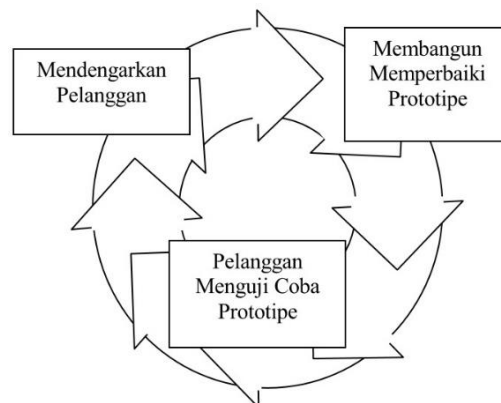 Mendengarkan
Pelanggan
Membangun
Memperbaiki
Prototipe
Pelanggan
Menguji Coba
Prototipe